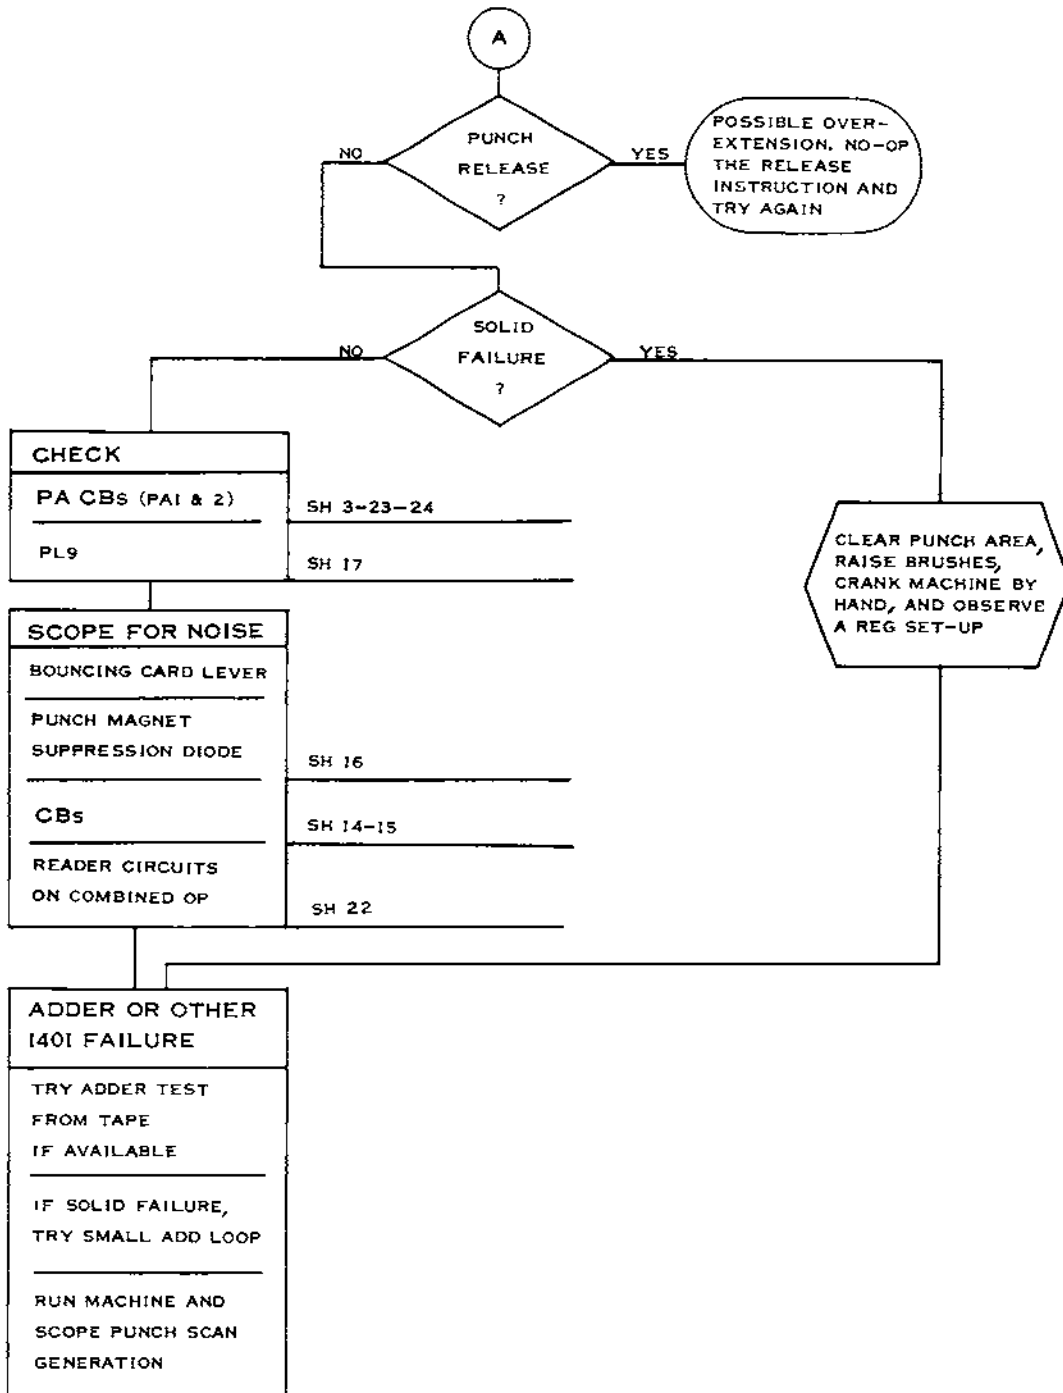 A
PUNCH
RELEASE
?
NO
YES
POSSIBLE OVER-
EXTENSION. NO-OP
THE RELEASE
INSTRUCTION AND
TRY AGAIN
SOLID
FAILURE
?
NO
YES
CHECK
PA CBs (PA1 & 2)
SH 3-23-24
PL9
SH 17
CLEAR PUNCH AREA,
RAISE BRUSHES,
CRANK MACHINE BY
HAND, AND OBSERVE
A REG SET-UP
SCOPE FOR NOISE
BOUNCING CARD LEVER
PUNCH MAGNET
SUPPRESSION DIODE
SH 16
CBs
SH 14-15
READER CIRCUITS
ON COMBINED OP
SH 22
ADDER OR OTHER
1401 FAILURE
TRY ADDER TEST
FROM TAPE
IF AVAILABLE
IF SOLID FAILURE,
TRY SMALL ADD LOOP
RUN MACHINE AND
SCOPE PUNCH SCAN
GENERATION